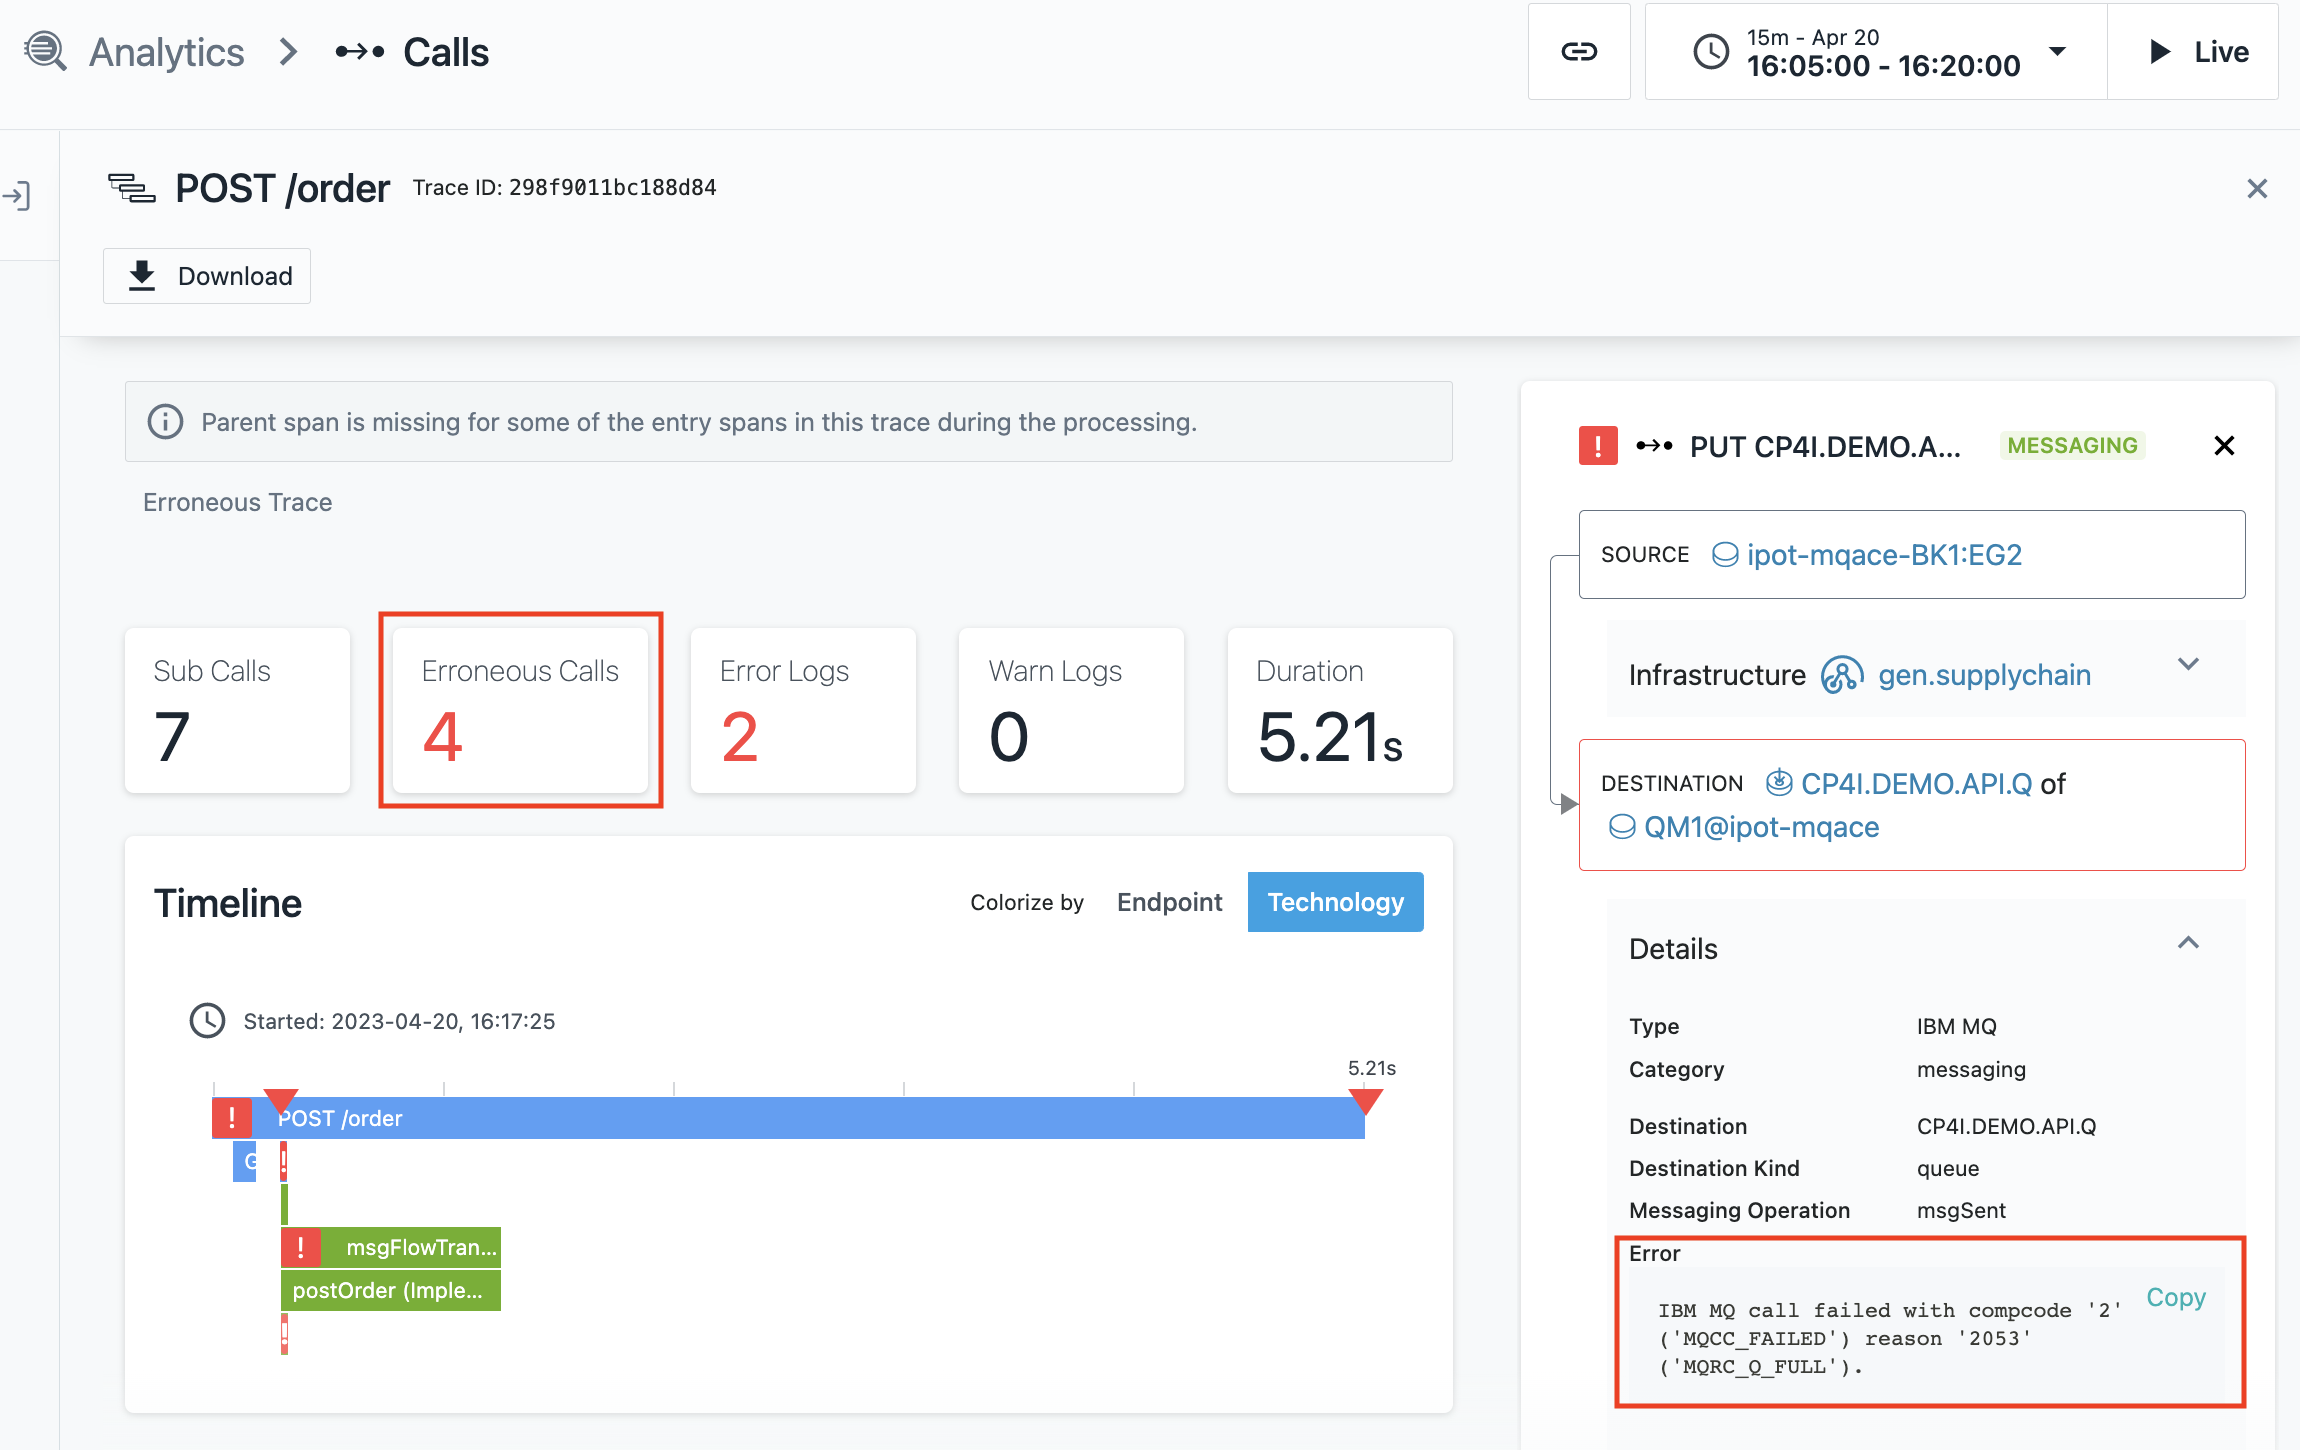 Analytics
Calls
15m - Apr 20
16:05:00 - 16:20:00
Live
POST /order
Trace ID: 298f9011bc188d84
Download
Parent span is missing for some of the entry spans in this trace during the processing.
Erroneous Trace
Sub Calls
7
Erroneous Calls
4
Error Logs
2
Warn Logs
0
Duration
5.21s
Timeline
Colorize by Endpoint Technology
Started: 2023-04-20, 16:17:25
5.21s
! POST /order
G !
! msgFlowTran...
postOrder (Imple...
!
! PUT CP4I.DEMO.A... MESSAGING
SOURCE ipot-mqace-BK1:EG2
Infrastructure gen.supplychain
DESTINATION CP4I.DEMO.API.Q of
QM1@ipot-mqace
Details
Type IBM MQ
Category messaging
Destination CP4I.DEMO.API.Q
Destination Kind queue
Messaging Operation msgSent
Error
Copy
IBM MQ call failed with compcode '2'
('MQCC_FAILED') reason '2053'
('MQRC_Q_FULL').